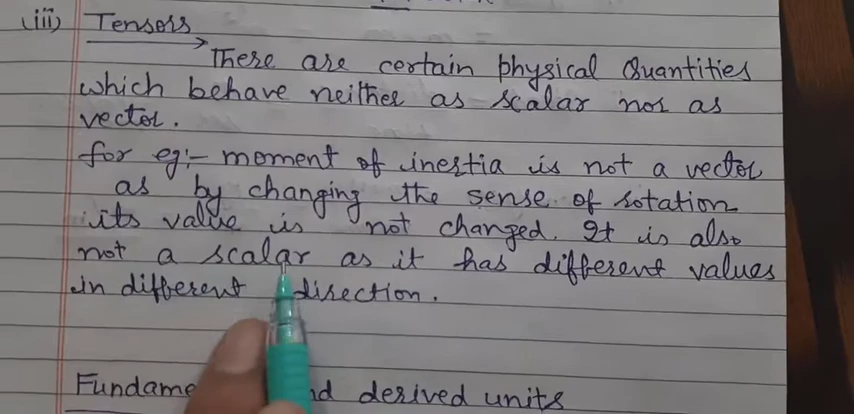 (iii) Tensors
There are certain physical Quantities
which behave neither as scalar nor as
vector.
for eg:- moment of inertia is not a vector
as by changing the sense of rotation
its value is not changed. It is also
not a scalar as it has different values
in different direction.
derived units